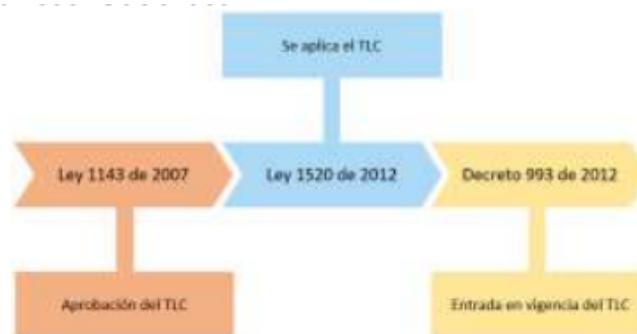 Se aplica el TLC
Ley 1143 de 2007
Ley 1520 de 2012
Decreto 993 de 2012
Aprobación del TLC
Entrada en vigencia del TLC